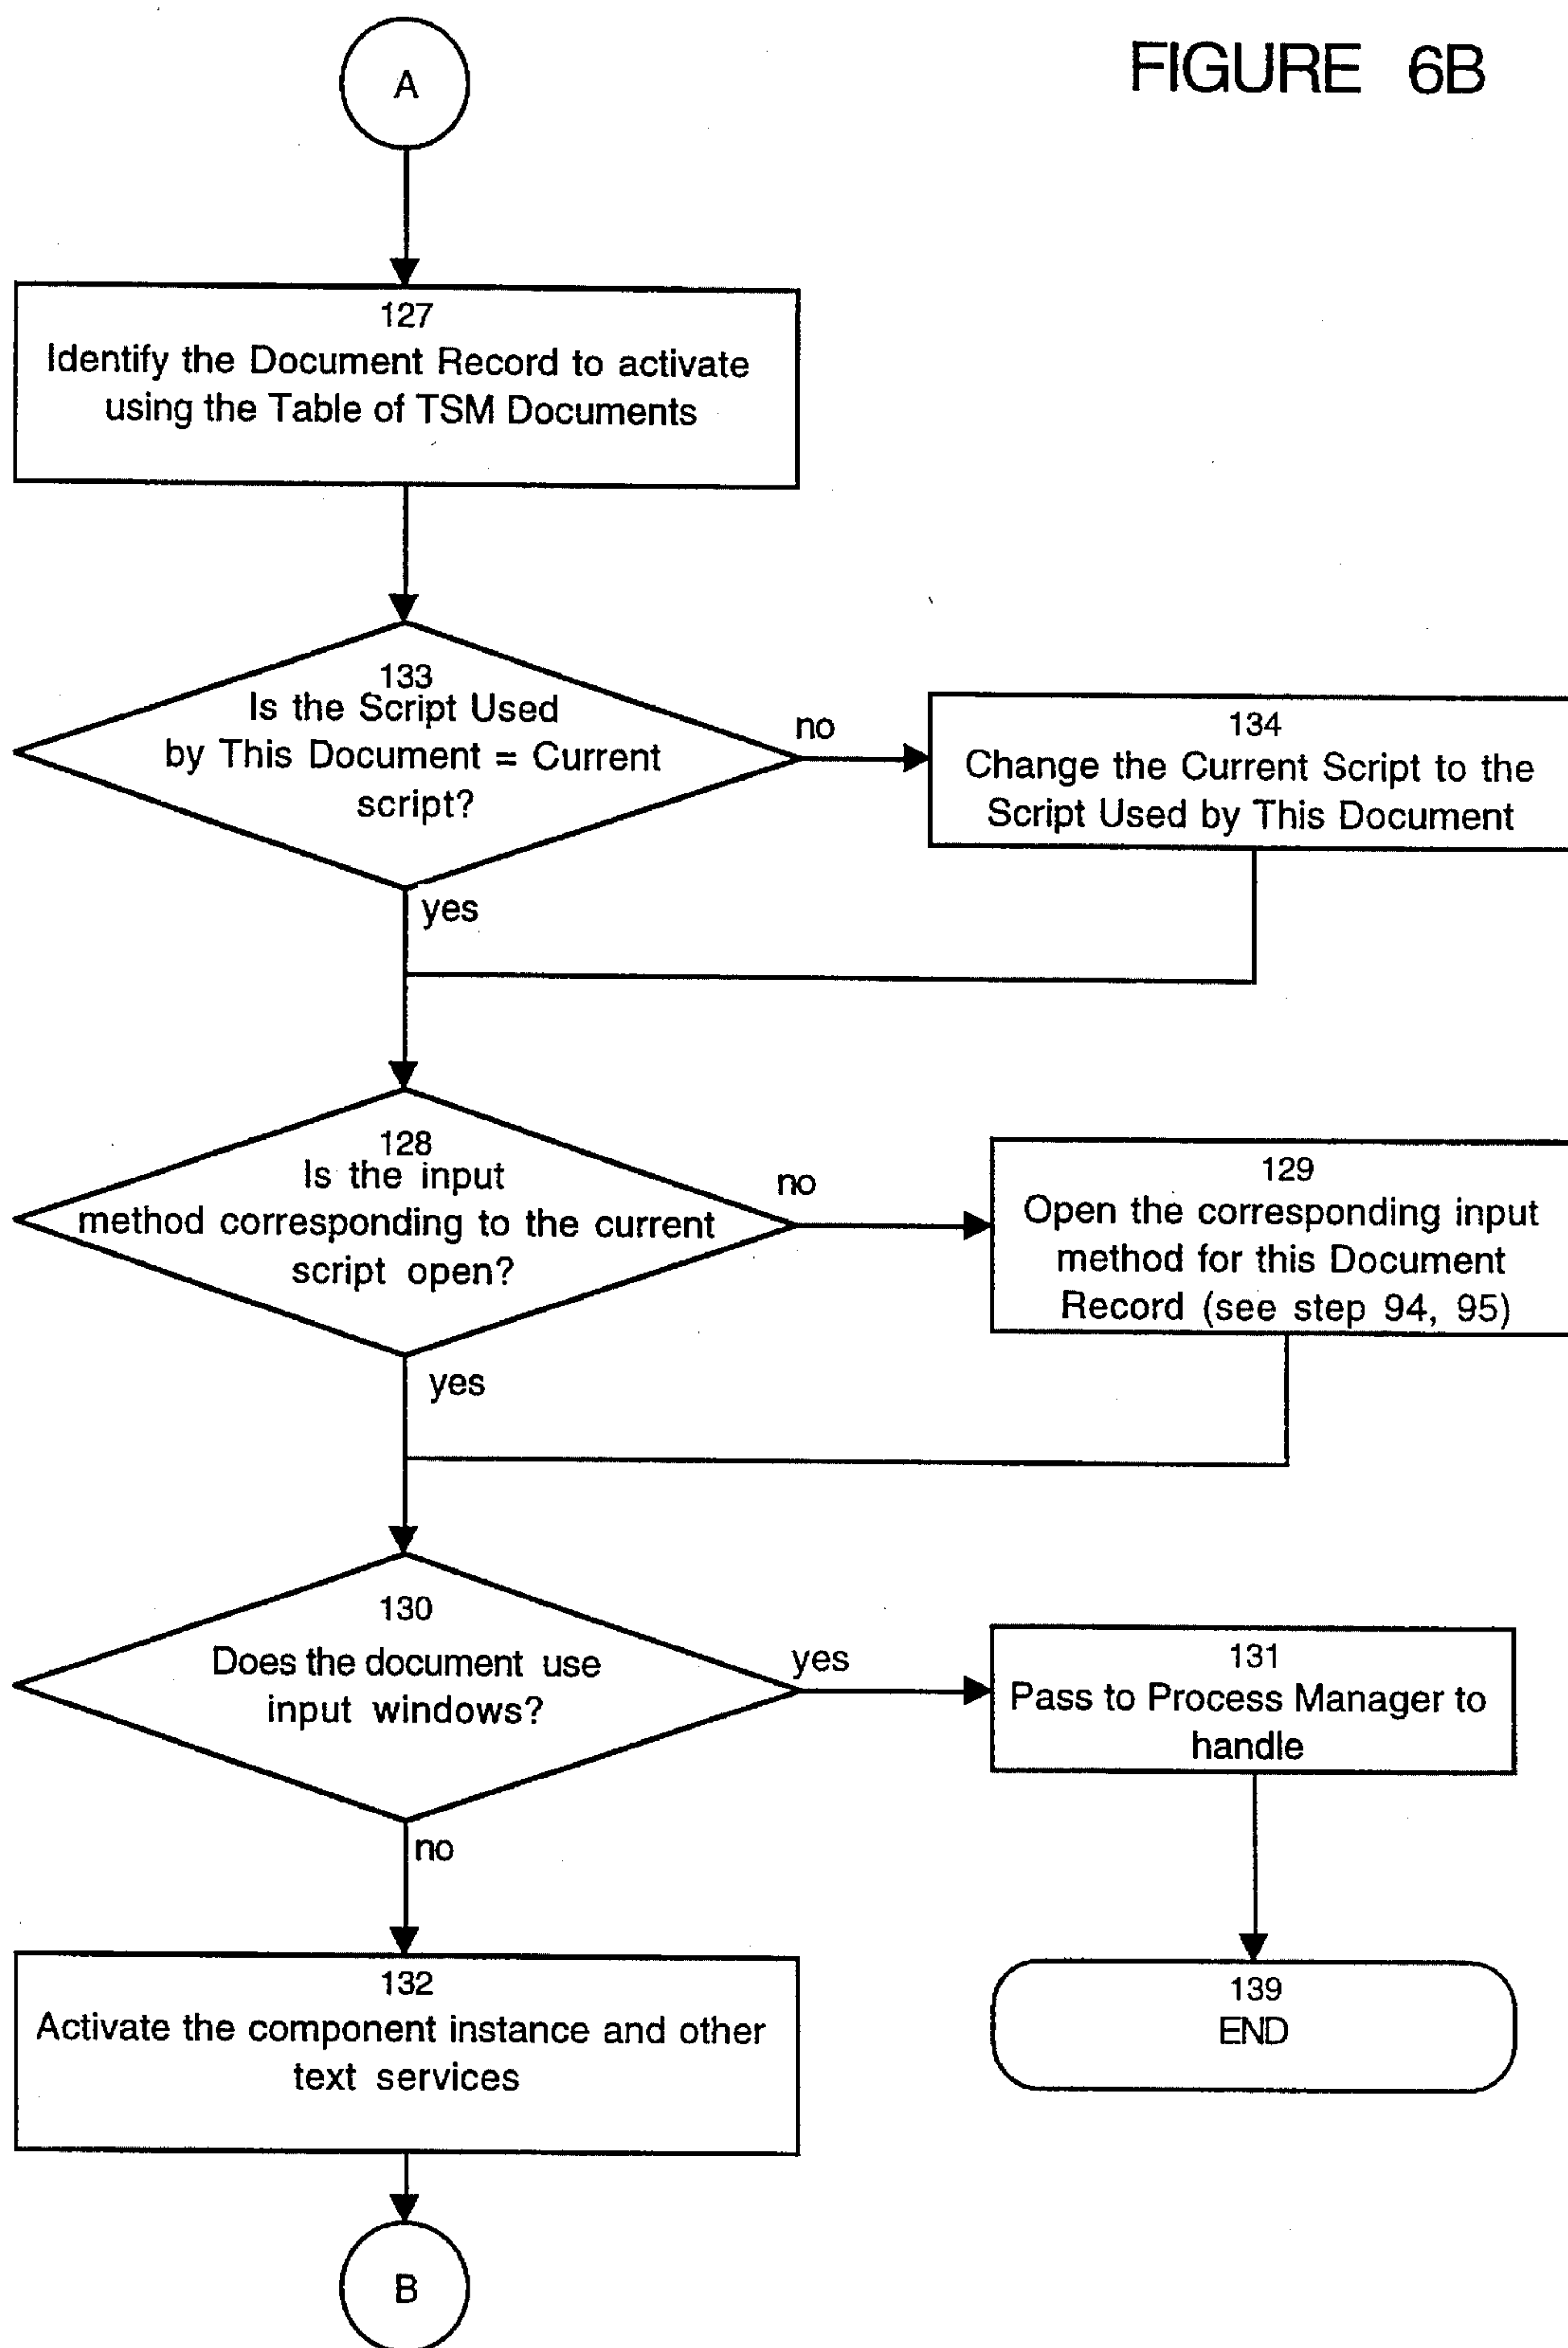 FIGURE 6B
A
127
Identify the Document Record to activate
using the Table of TSM Documents
133
Is the Script Used
by This Document = Current
script?
no
134
Change the Current Script to the
Script Used by This Document
yes
128
Is the input
method corresponding to the current
script open?
no
129
Open the corresponding input
method for this Document
Record (see step 94, 95)
yes
130
Does the document use
input windows?
yes
131
Pass to Process Manager to
handle
no
132
Activate the component instance and other
text services
139
END
B